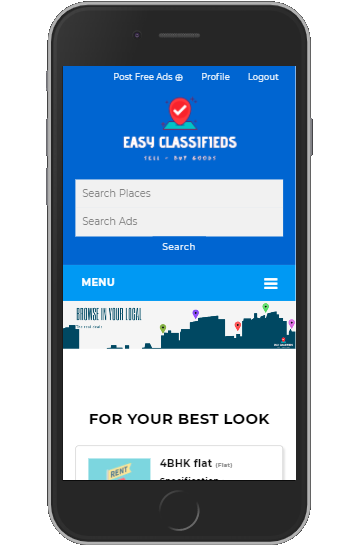 Post Free Ads Profile Logout
EASY CLASSIFIEDS
SELL - BUY GOODS
Search Places
Search Ads
Search
MENU
BROWSE IN YOUR LOCAL
FOR YOUR BEST LOOK
4BHK flat (Flat)
RENT
Specification